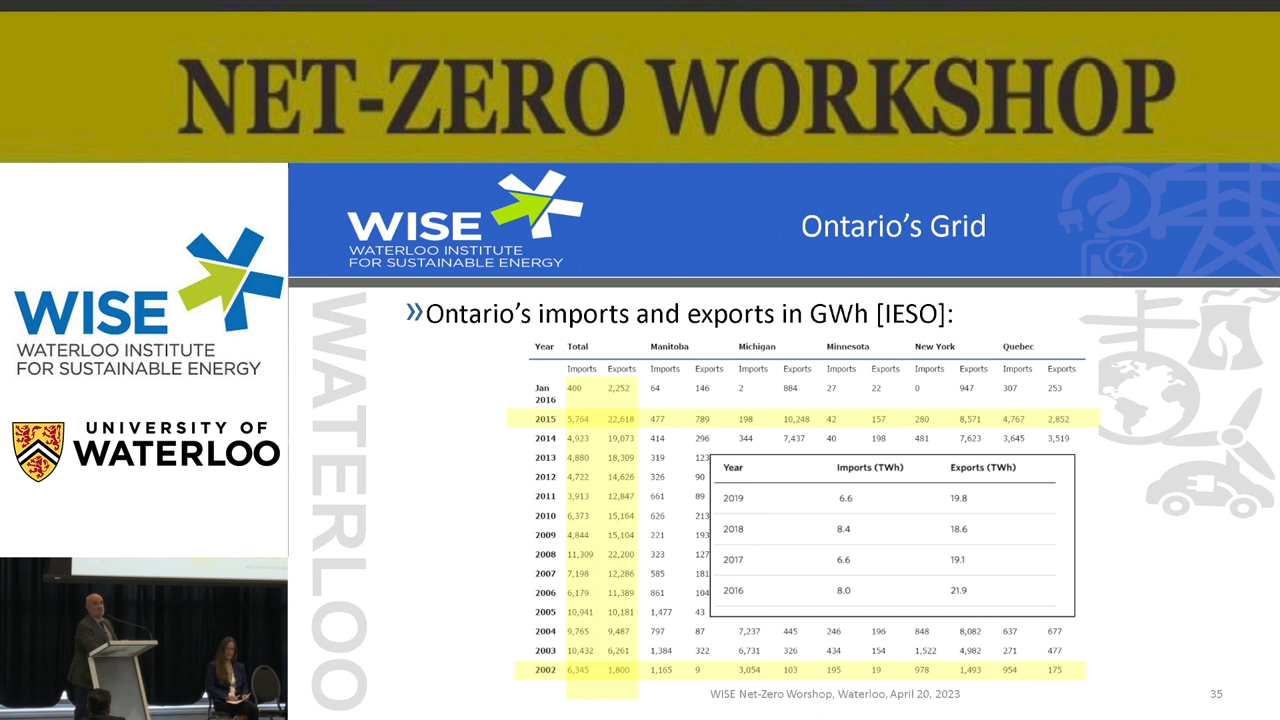 NET-ZERO WORKSHOP
WISE
WATERLOO INSTITUTE
FOR SUSTAINABLE ENERGY
UNIVERSITY OF
WATERLOO
WISE
WATERLOO INSTITUTE
FOR SUSTAINABLE ENERGY
Ontario's Grid
WATERLOO
»Ontario's imports and exports in GWh [IESO]:
Year Total Manitoba Michigan Minnesota New York Quebec
Imports Exports Imports Exports Imports Exports Imports Exports Imports Exports Imports Exports
Jan 400 2,252 64 146 2 884 27 22 0 947 307 253
2016
2015 5,764 22,618 477 789 198 10,248 42 157 280 8,571 4,767 2,852
2014 4,923 19,073 414 296 344 7,437 40 198 481 7,623 3,645 3,519
2013 4,880 18,309 319 123
2012 4,722 14,626 326 90
2011 3,913 12,847 661 89
2010 6,373 15,164 626 213
2009 4,844 15,104 221 193
2008 11,309 22,200 323 127
2007 7,198 12,286 585 181
2006 6,179 11,389 861 104
2005 10,941 10,181 1,477 43
2004 9,765 9,487 797 87 7,237 445 246 196 848 8,082 637 677
2003 10,432 6,261 1,384 322 6,731 326 434 154 1,522 4,982 271 477
2002 6,345 1,800 1,165 9 3,054 103 195 19 978 1,493 954 175
Year Imports (TWh) Exports (TWh)
2019 6.6 19.8
2018 8.4 18.6
2017 6.6 19.1
2016 8.0 21.9
WISE Net-Zero Worshop, Waterloo, April 20, 2023
35